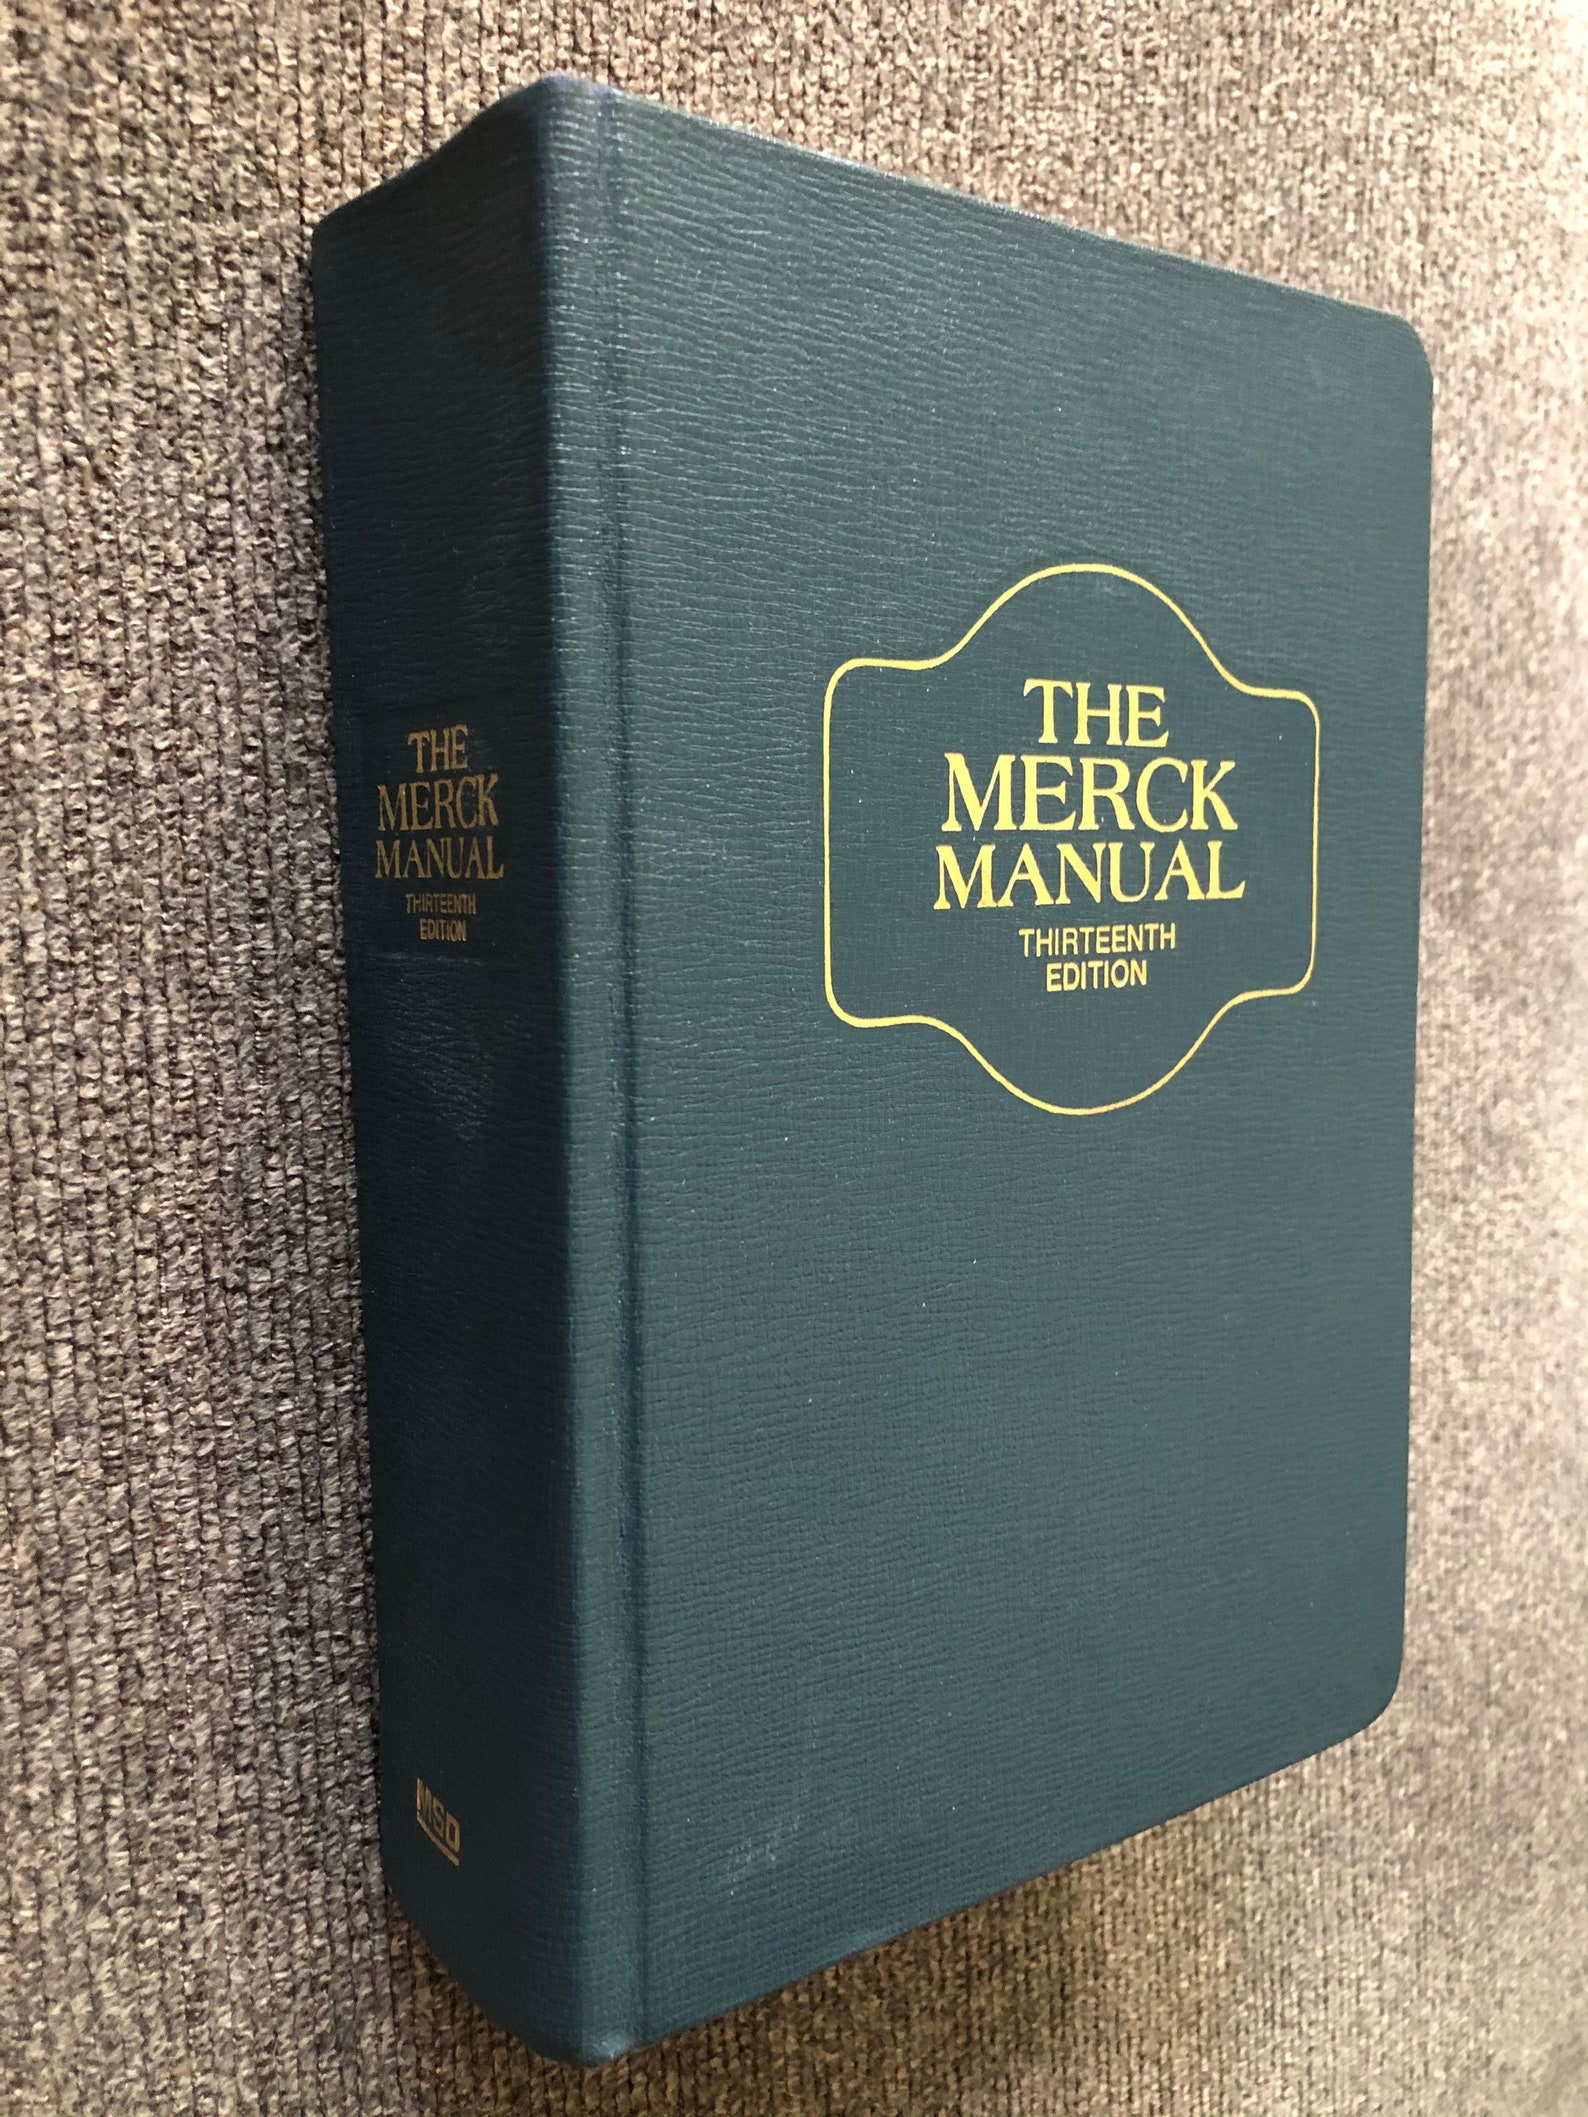 THE
MERCK
MANUAL
THIRTEENTH
EDITION
MSD
THE
MERCK
MANUAL
THIRTEENTH
EDITION